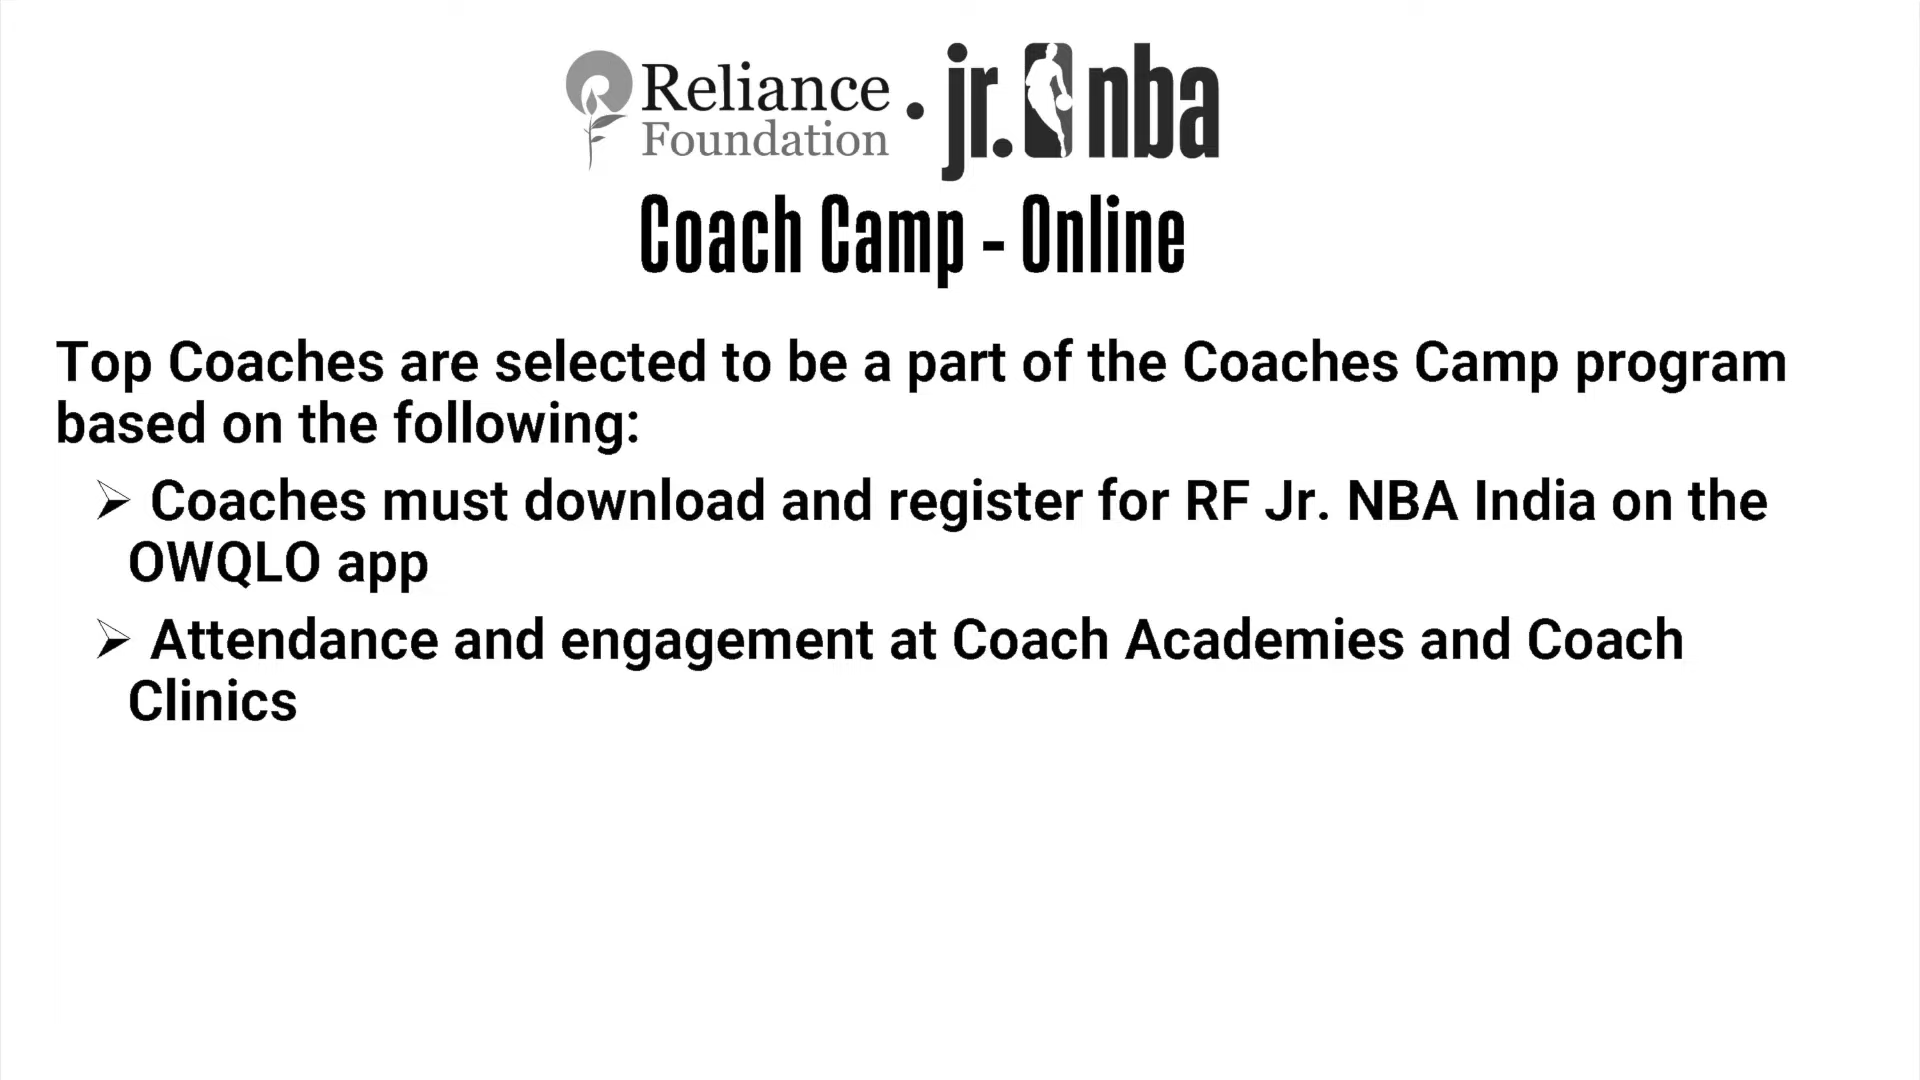 Reliance
Foundation
jr. nba
Coach Camp - Online
Top Coaches are selected to be a part of the Coaches Camp program
based on the following:
➢ Coaches must download and register for RF Jr. NBA India on the
OWQLO app
➢ Attendance and engagement at Coach Academies and Coach
Clinics